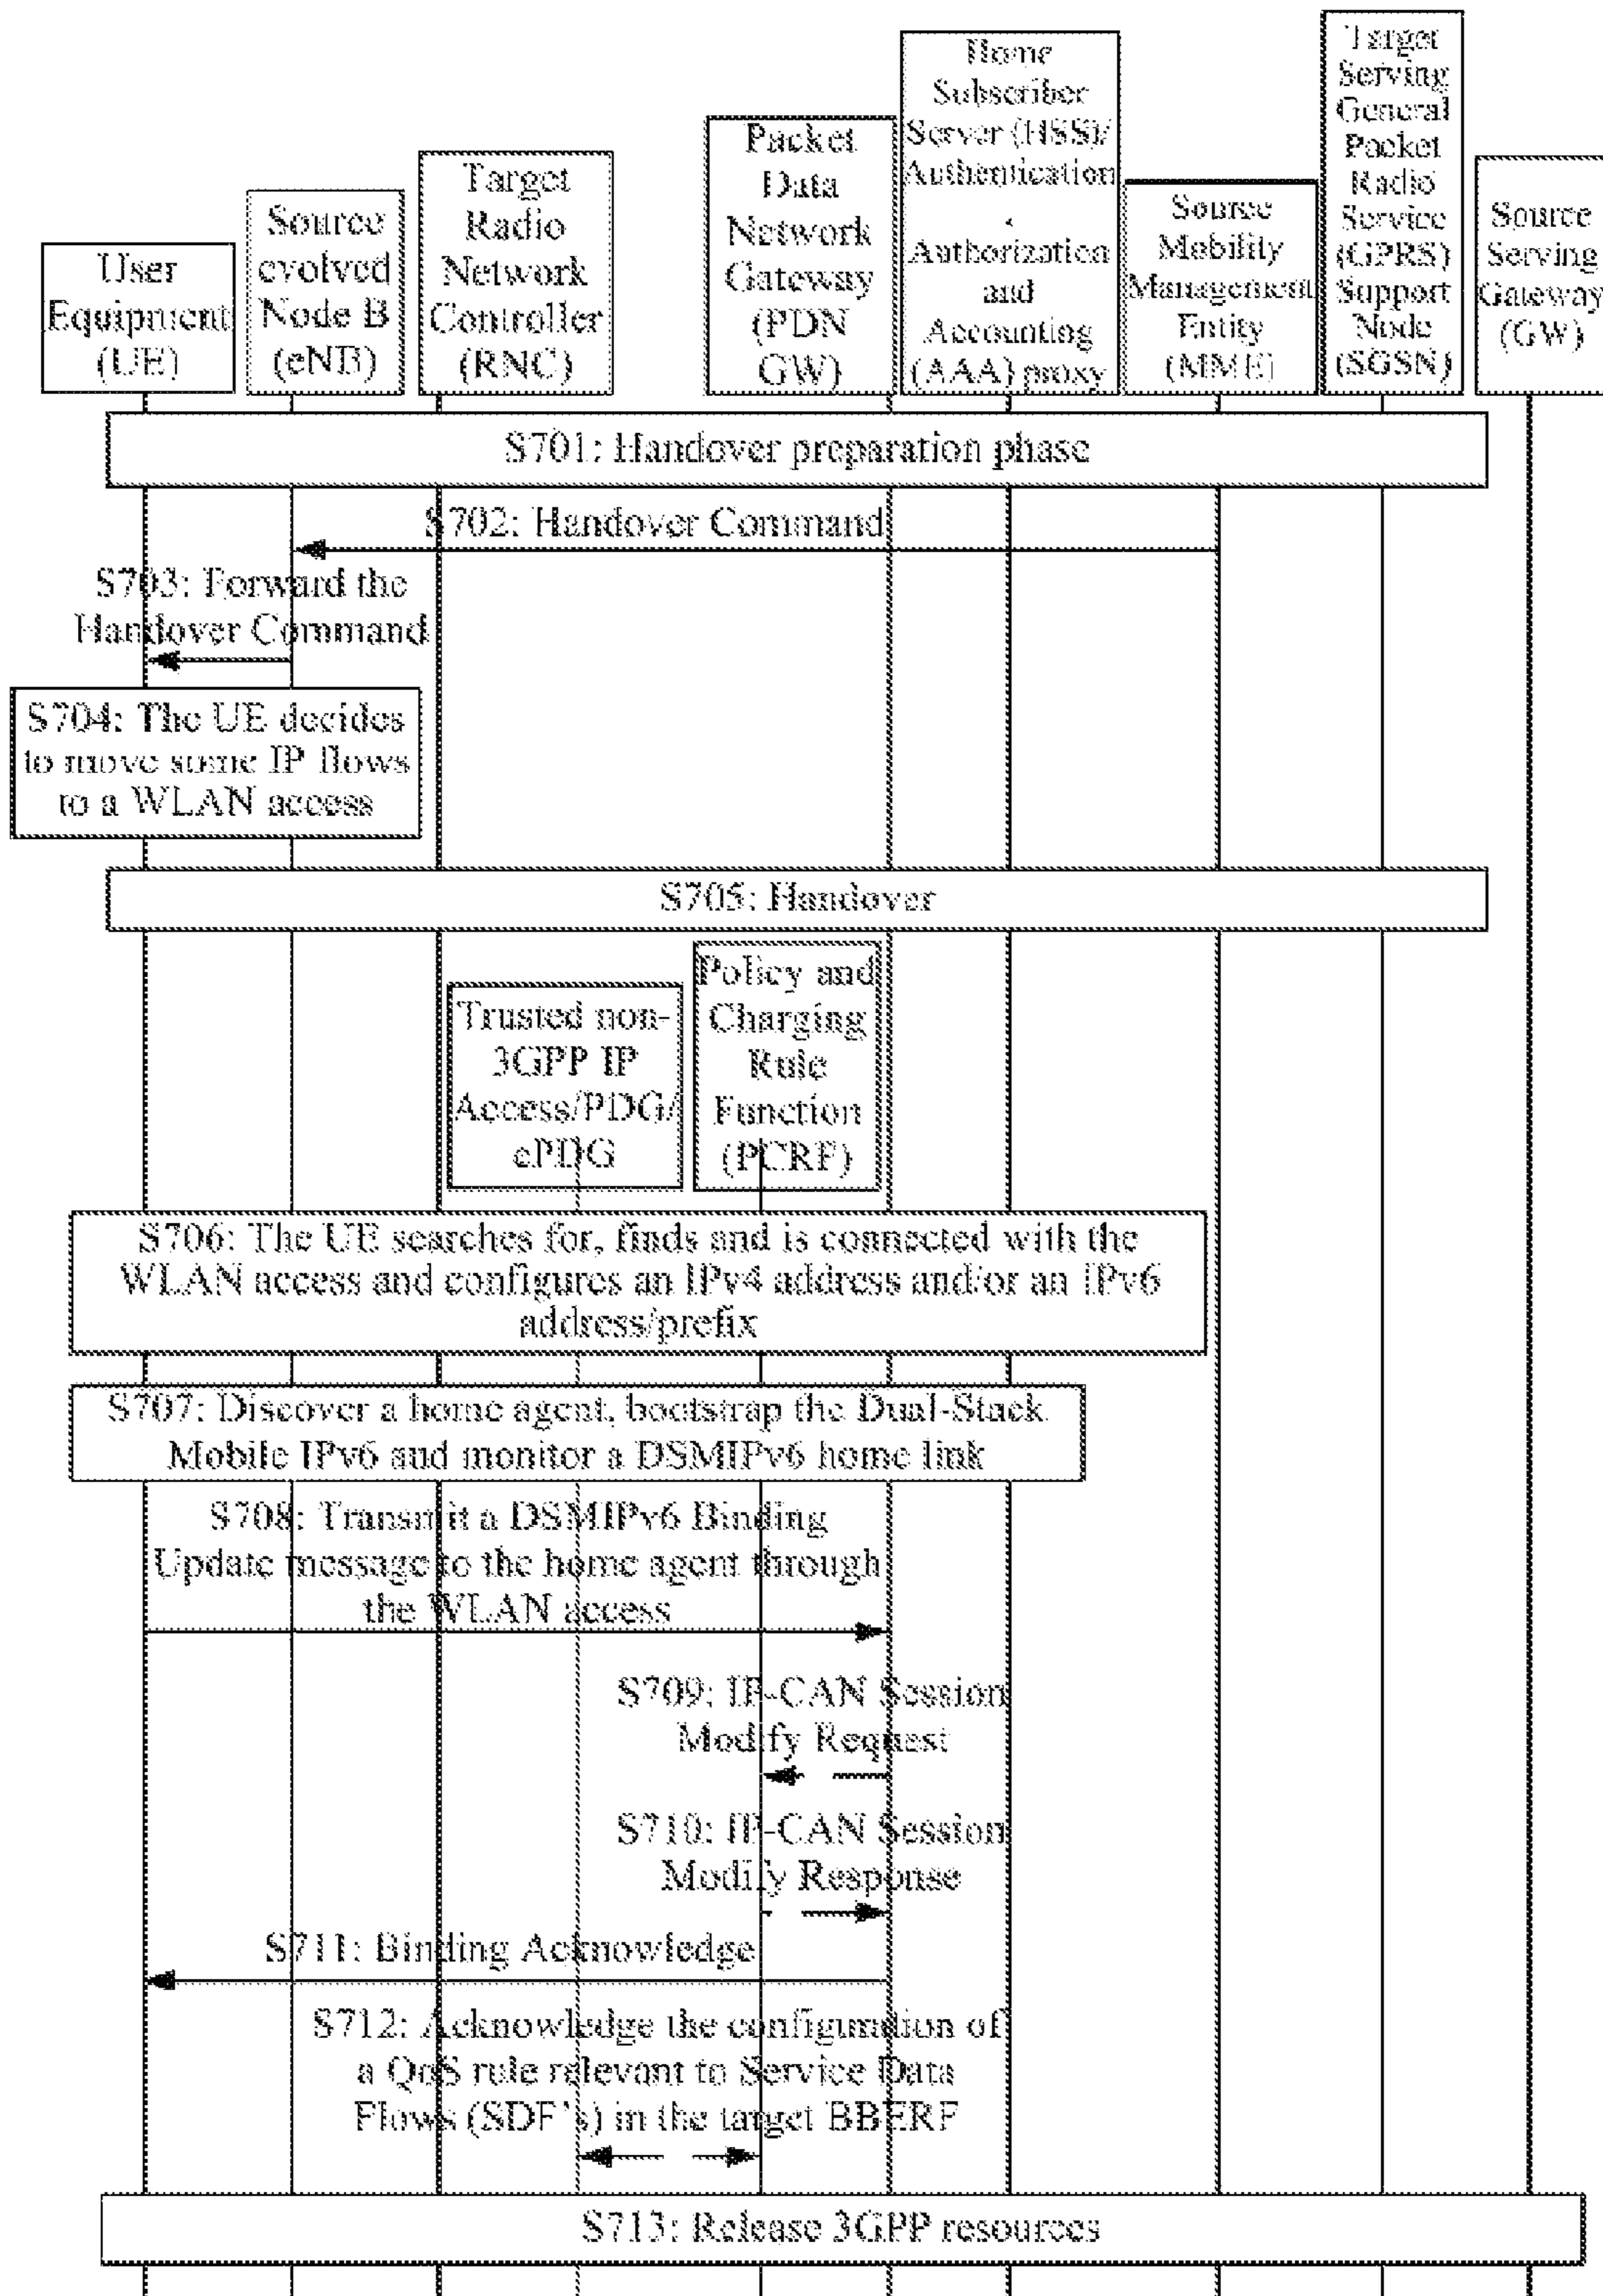 User
Equipment
(UE)
Source
evolved
Node B
(eNB)
Target
Radio
Network
Controller
(RNC)
Packet
Data
Network
Gateway
(PDN
GW)
Home
Subscriber
Server (HSS)/
Authentication
,
Authorization
and
Accounting
(AAA) proxy
Source
Mobility
Management
Entity
(MME)
Target
Serving
General
Packet
Radio
Service
(GPRS)
Support
Node
(SGSN)
Source
Serving
Gateway
(GW)
S701: Handover preparation phase
S702: Handover Command
S703: Forward the
Handover Command
S704: The UE decides
to move some IP flows
to a WLAN access
S705: Handover
Trusted non-
3GPP IP
Access/PDG/
ePDG
Policy and
Charging
Rule
Function
(PCRF)
S706: The UE searches for, finds and is connected with the
WLAN access and configures an IPv4 address and/or an IPv6
address/prefix
S707: Discover a home agent, bootstrap the Dual-Stack
Mobile IPv6 and monitor a DSMIPv6 home link
S708: Transmit a DSMIPv6 Binding
Update message to the home agent through
the WLAN access
S709: IP-CAN Session
Modify Request
S710: IP-CAN Session
Modify Response
S711: Binding Acknowledge
S712: Acknowledge the configuration of
a QoS rule relevant to Service Data
Flows (SDF's) in the target BBERF
S713: Release 3GPP resources